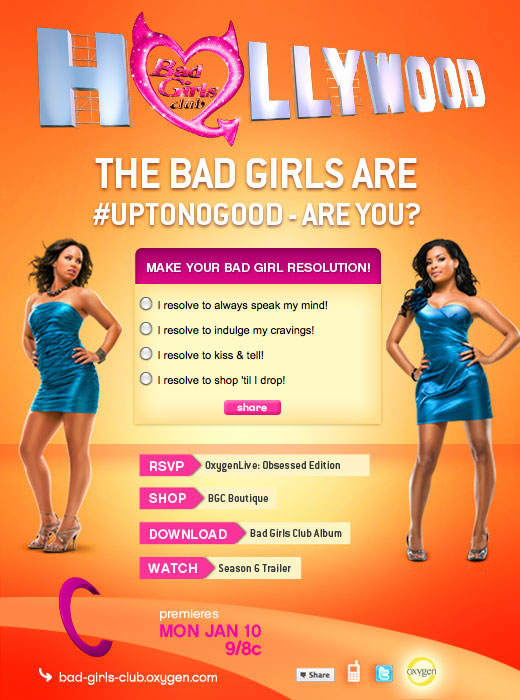 HOLLYWOOD
Bad
Girls
club
THE BAD GIRLS ARE
#UPTONOGOOD - ARE YOU?
MAKE YOUR BAD GIRL RESOLUTION!
I resolve to always speak my mind!
I resolve to indulge my cravings!
I resolve to kiss & tell!
I resolve to shop 'til I drop!
share
RSVP OxygenLive: Obsessed Edition
SHOP BGC Boutique
DOWNLOAD Bad Girls Club Album
WATCH Season 6 Trailer
premieres
MON JAN 10
9/8c
bad-girls-club.oxygen.com
Share
oxygen